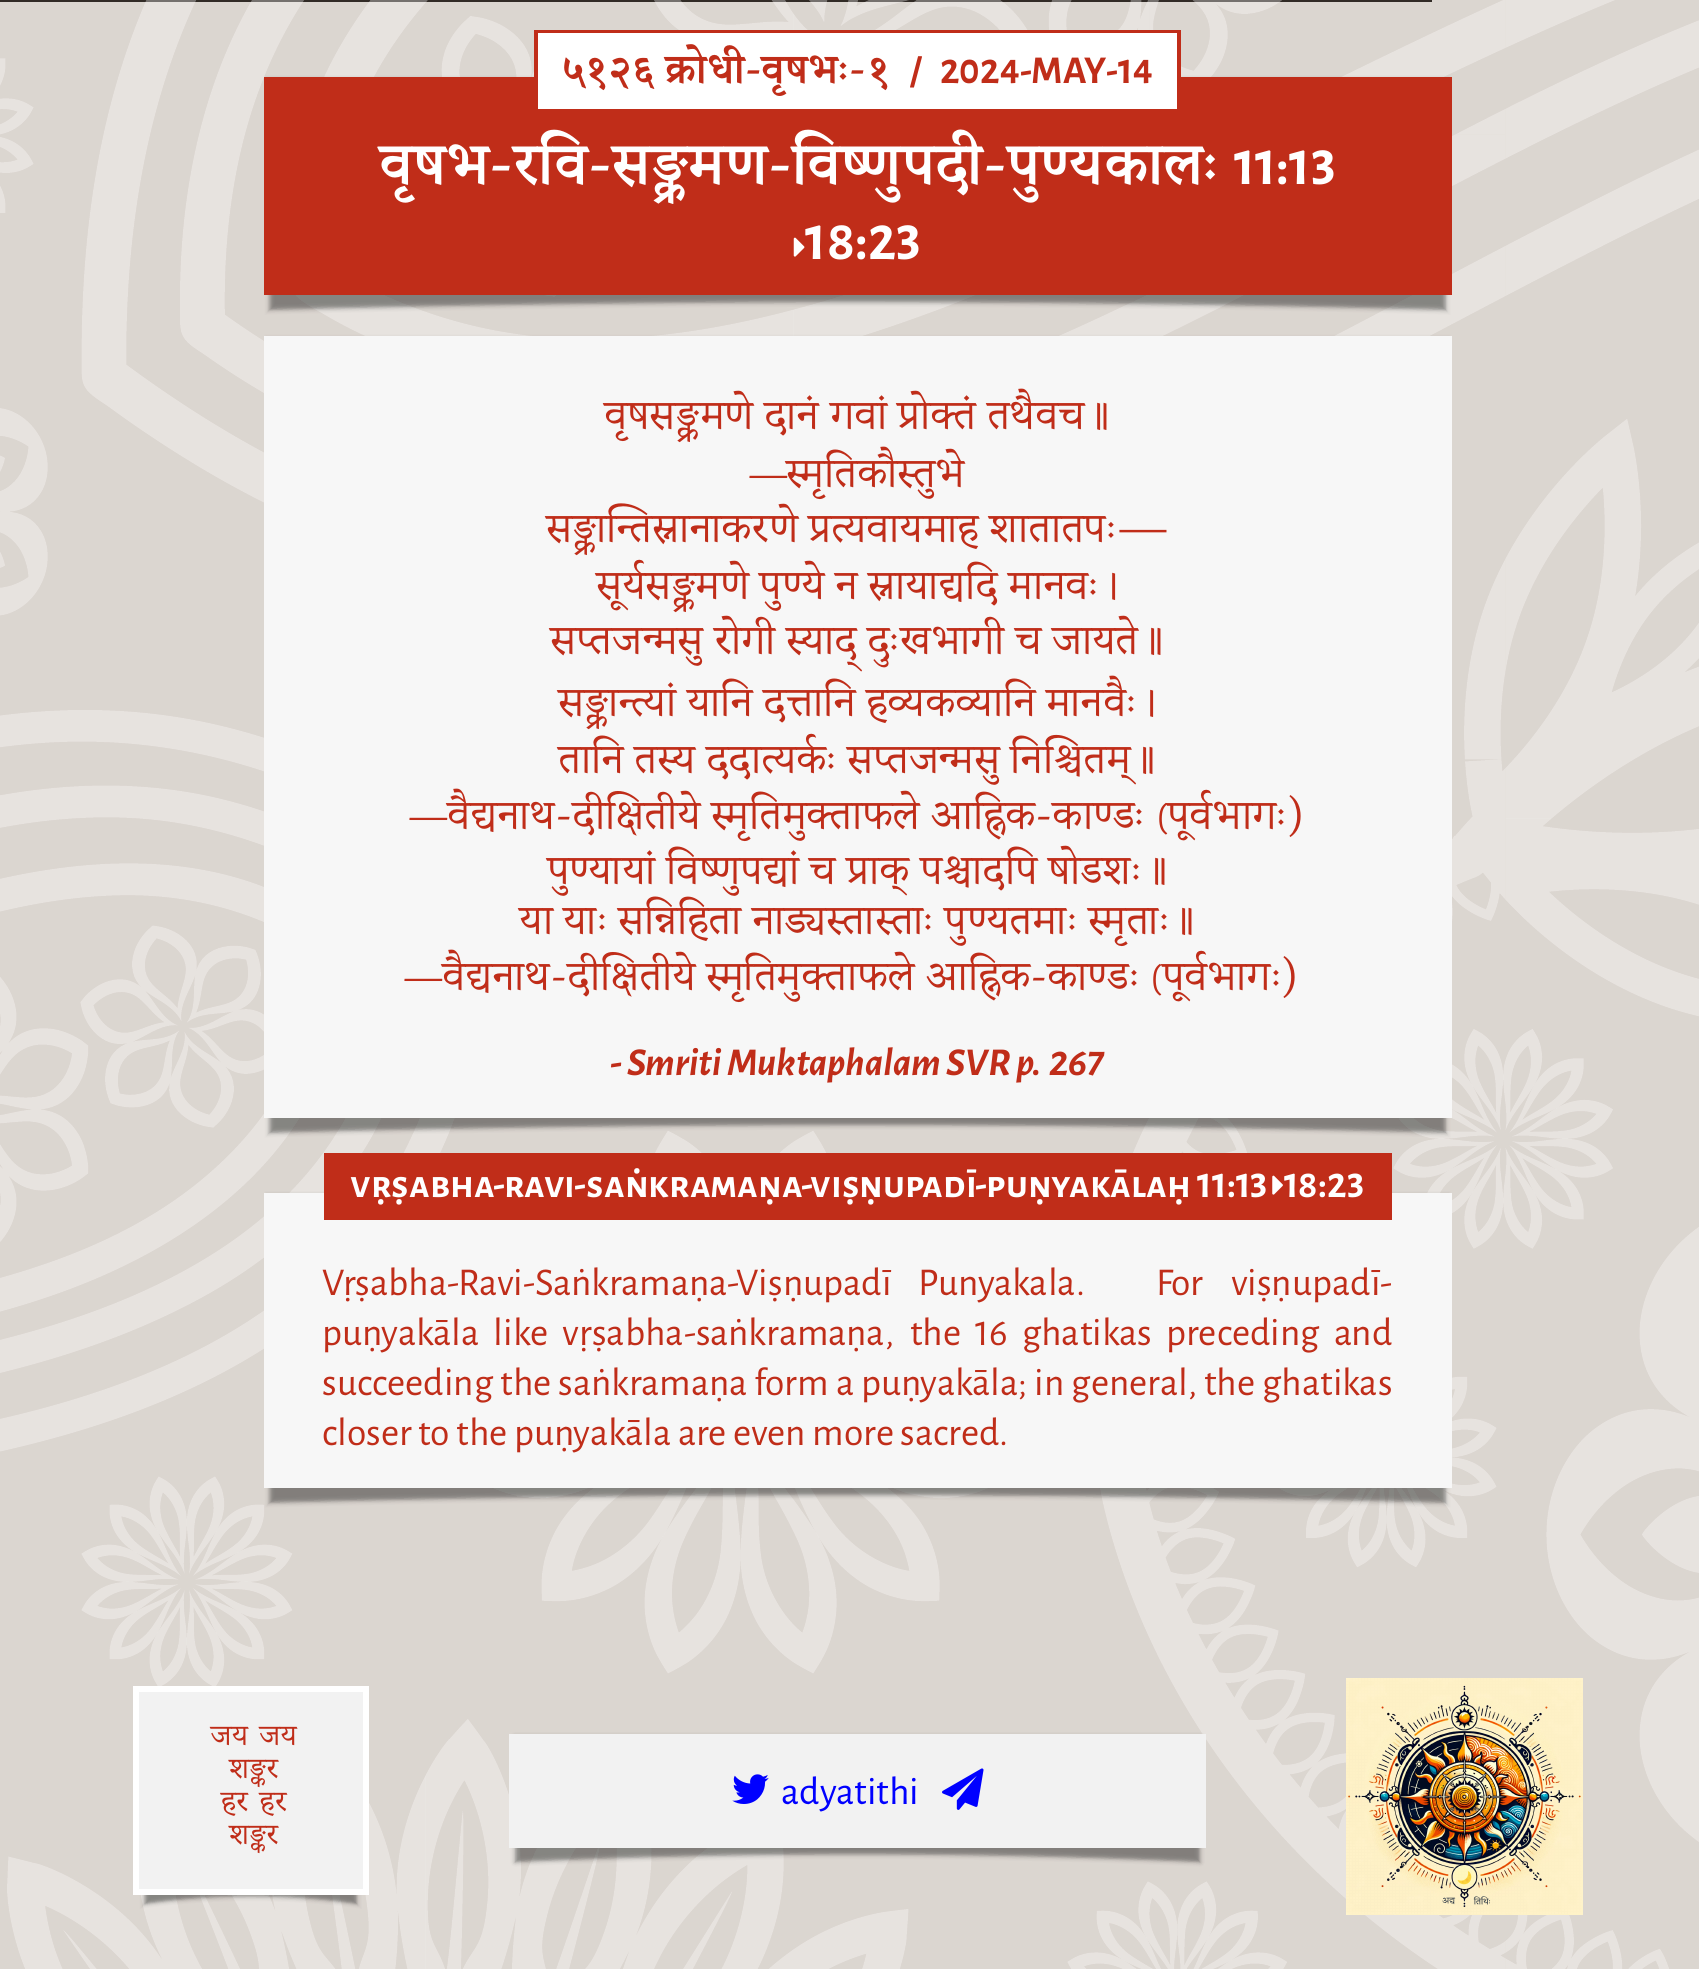 ५१२६ क्रोधी-वृषभः-१ / 2024-MAY-14
वृषभ-रवि-सङ्क्रमण-विष्णुपदी-पुण्यकालः 11:13
▸18:23
वृषसङ्क्रमणे दानं गवां प्रोक्तं तथैवच॥
—स्मृतिकौस्तुभे
सङ्क्रान्तिस्नानाकरणे प्रत्यवायमाह शातातपः—
सूर्यसङ्क्रमणे पुण्ये न स्नायाद्यदि मानवः।
सप्तजन्मसु रोगी स्याद् दुःखभागी च जायते॥
सङ्क्रान्त्यां यानि दत्तानि हव्यकव्यानि मानवैः।
तानि तस्य ददात्यर्कः सप्तजन्मसु निश्चितम्॥
—वैद्यनाथ-दीक्षितीये स्मृतिमुक्ताफले आह्निक-काण्डः (पूर्वभागः)
पुण्यायां विष्णुपद्यां च प्राक् पश्चादपि षोडशः॥
या याः सन्निहिता नाड्यस्तास्ताः पुण्यतमाः स्मृताः॥
—वैद्यनाथ-दीक्षितीये स्मृतिमुक्ताफले आह्निक-काण्डः (पूर्वभागः)
- Smriti Muktaphalam SVR p. 267
VṚṢABHA-RAVI-SAṄKRAMAṆA-VIṢṆUPADĪ-PUṆYAKĀLAḤ 11:13▸18:23
Vṛṣabha-Ravi-Saṅkramaṇa-Viṣṇupadī Punyakala. For viṣṇupadī-
puṇyakāla like vṛṣabha-saṅkramaṇa, the 16 ghatikas preceding and
succeeding the saṅkramaṇa form a puṇyakāla; in general, the ghatikas
closer to the puṇyakāla are even more sacred.
जय जय
शङ्कर
हर हर
शङ्कर
adyatithi
अद्य तिथिः